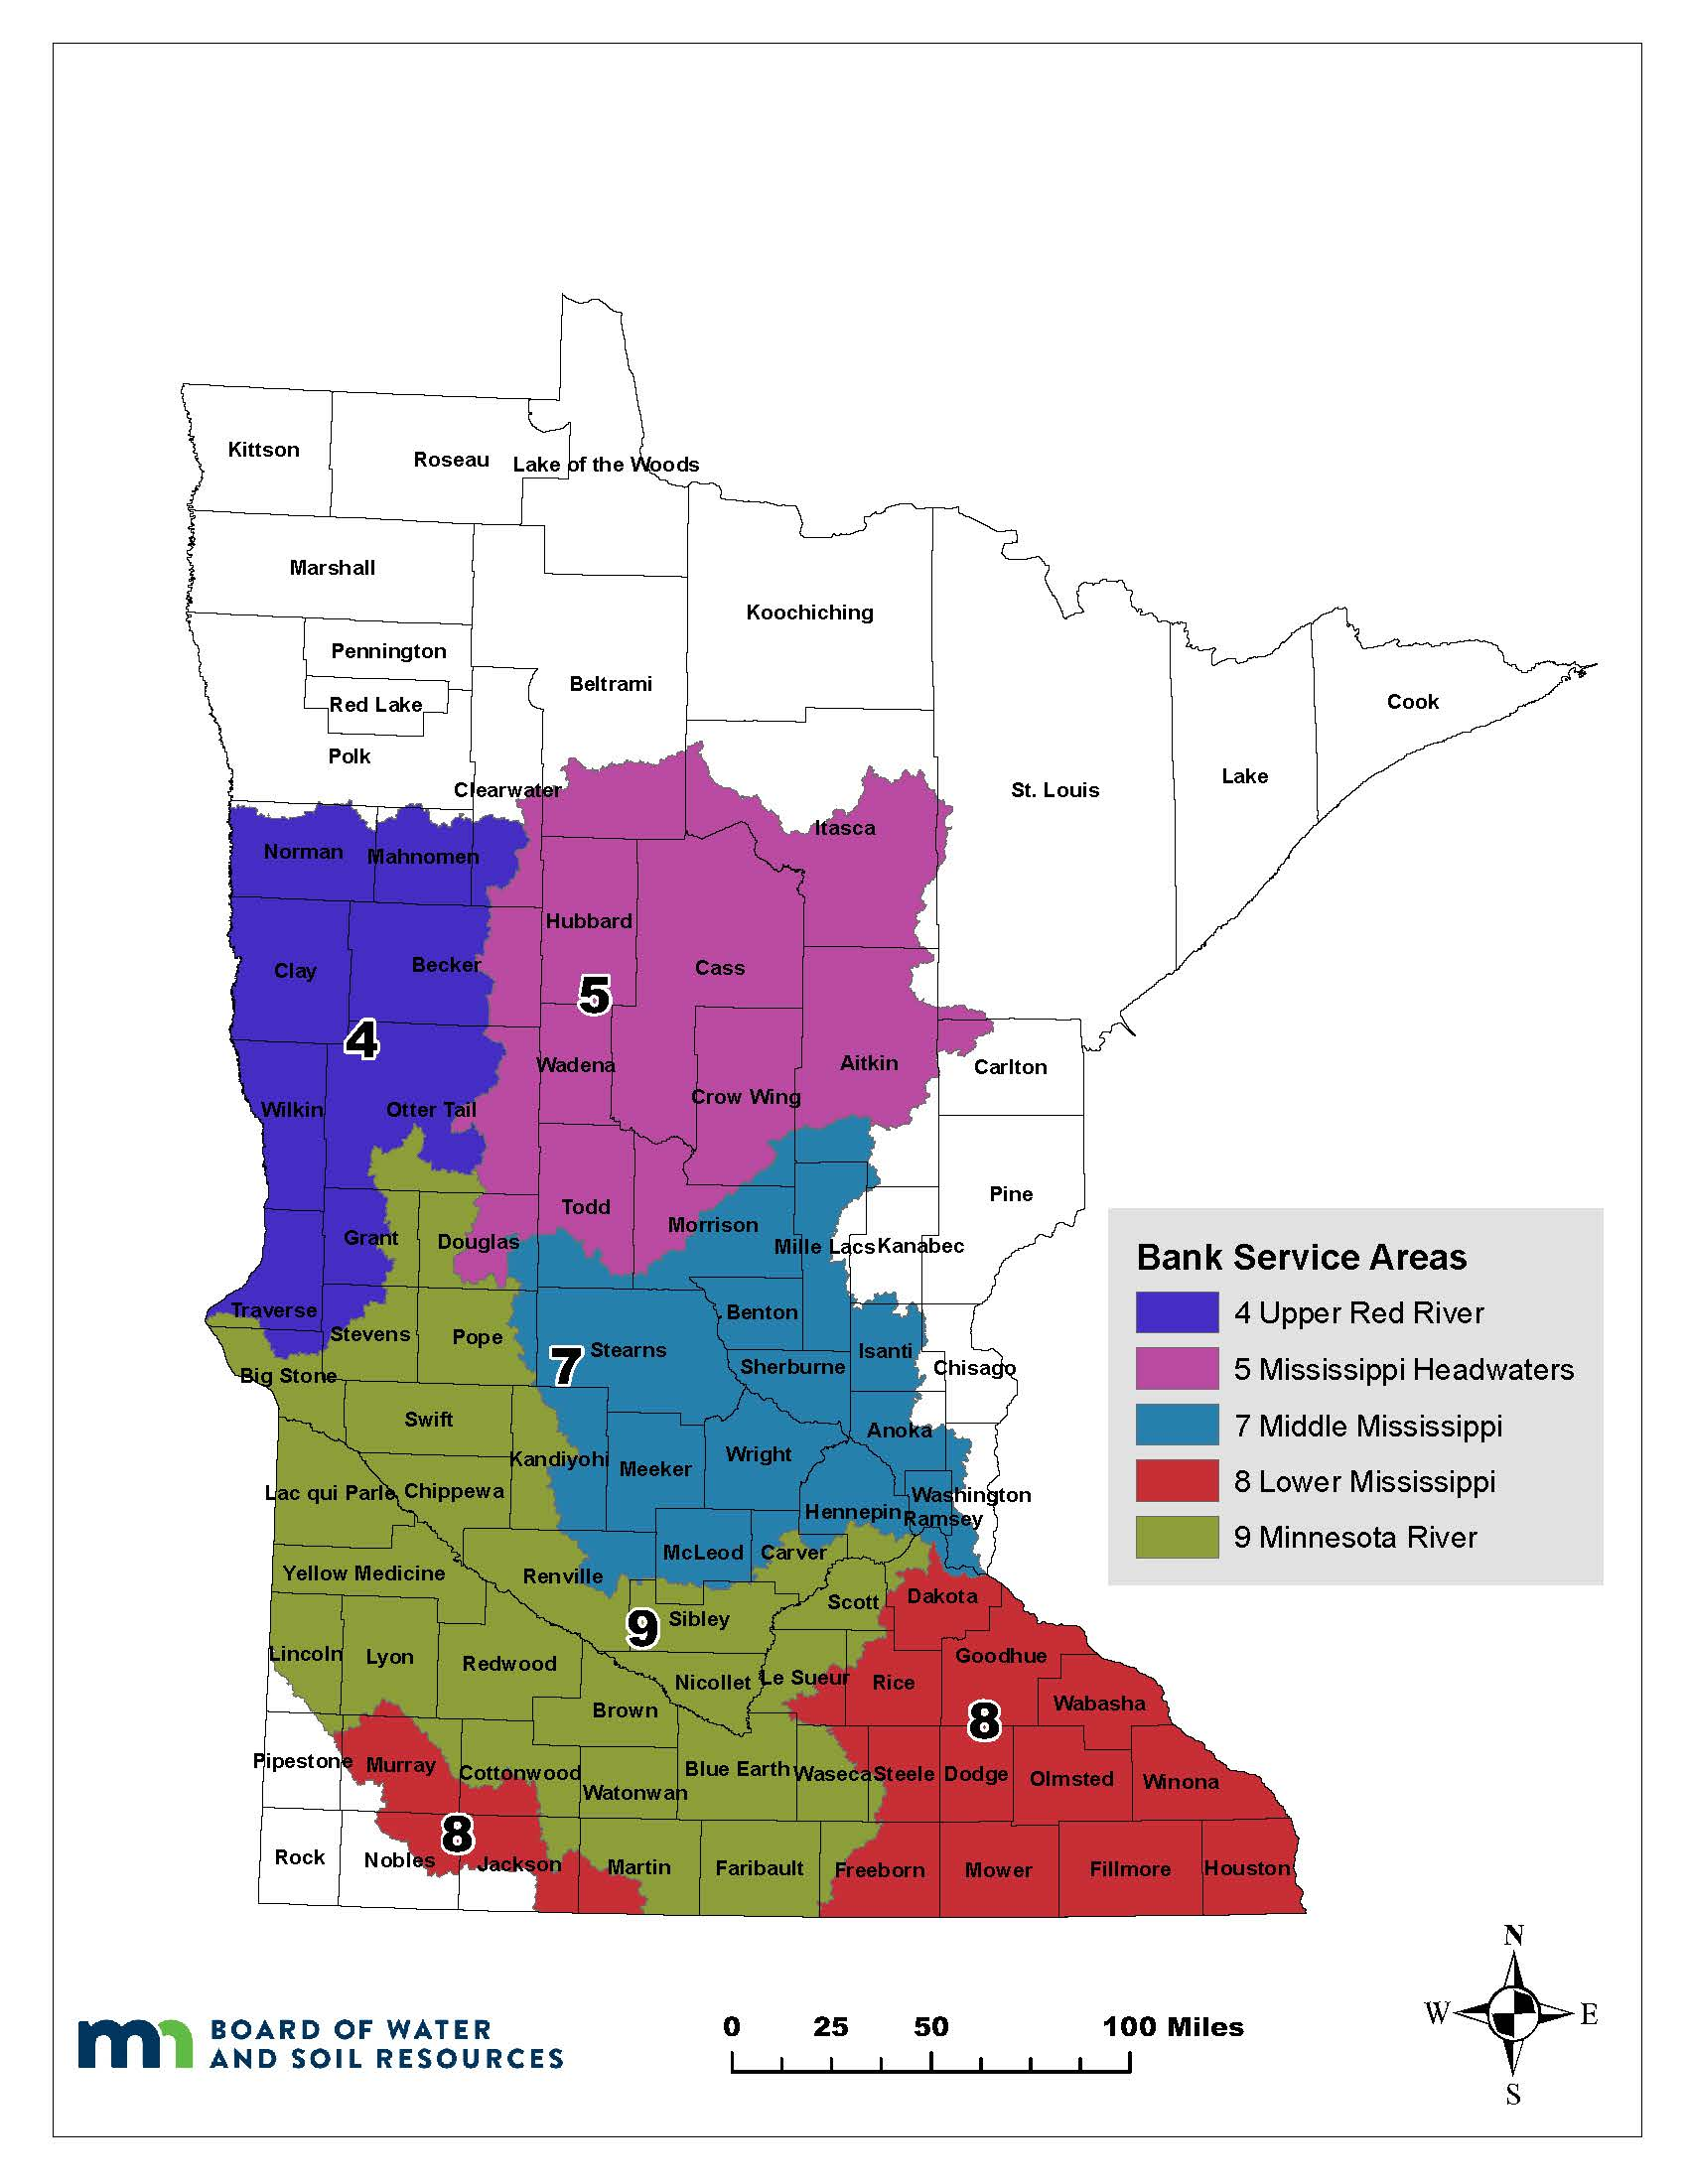 Kittson
Roseau
Lake of the Woods
Marshall
Koochiching
Pennington
Beltrami
Red Lake
Cook
Polk
Lake
Clearwater
St. Louis
Itasca
Norman
Mahnomen
Hubbard
Becker
Cass
Clay
5
4
Wadena
Aitkin
Carlton
Crow Wing
Wilkin
Otter Tail
Pine
Todd
Morrison
Grant
Douglas
Mille Lacs
Kanabec
Traverse
Benton
Stevens
Pope
Stearns
Isanti
7
Sherburne
Chisago
Big Stone
Swift
Anoka
Kandiyohi
Wright
Meeker
Lac qui Parle
Chippewa
Washington
Hennepin
Ramsey
McLeod
Carver
Yellow Medicine
Renville
Dakota
Scott
Sibley
9
Lincoln
Lyon
Redwood
Goodhue
Nicollet
Le Sueur
Rice
Wabasha
Brown
8
Pipestone
Murray
Cottonwood
Blue Earth
Waseca
Steele
Dodge
Olmsted
Winona
Watonwan
8
Rock
Nobles
Jackson
Martin
Faribault
Freeborn
Mower
Fillmore
Houston
Bank Service Areas
4 Upper Red River
5 Mississippi Headwaters
7 Middle Mississippi
8 Lower Mississippi
9 Minnesota River
mn
BOARD OF WATER
AND SOIL RESOURCES
0 25 50 100 Miles
N
W E
S